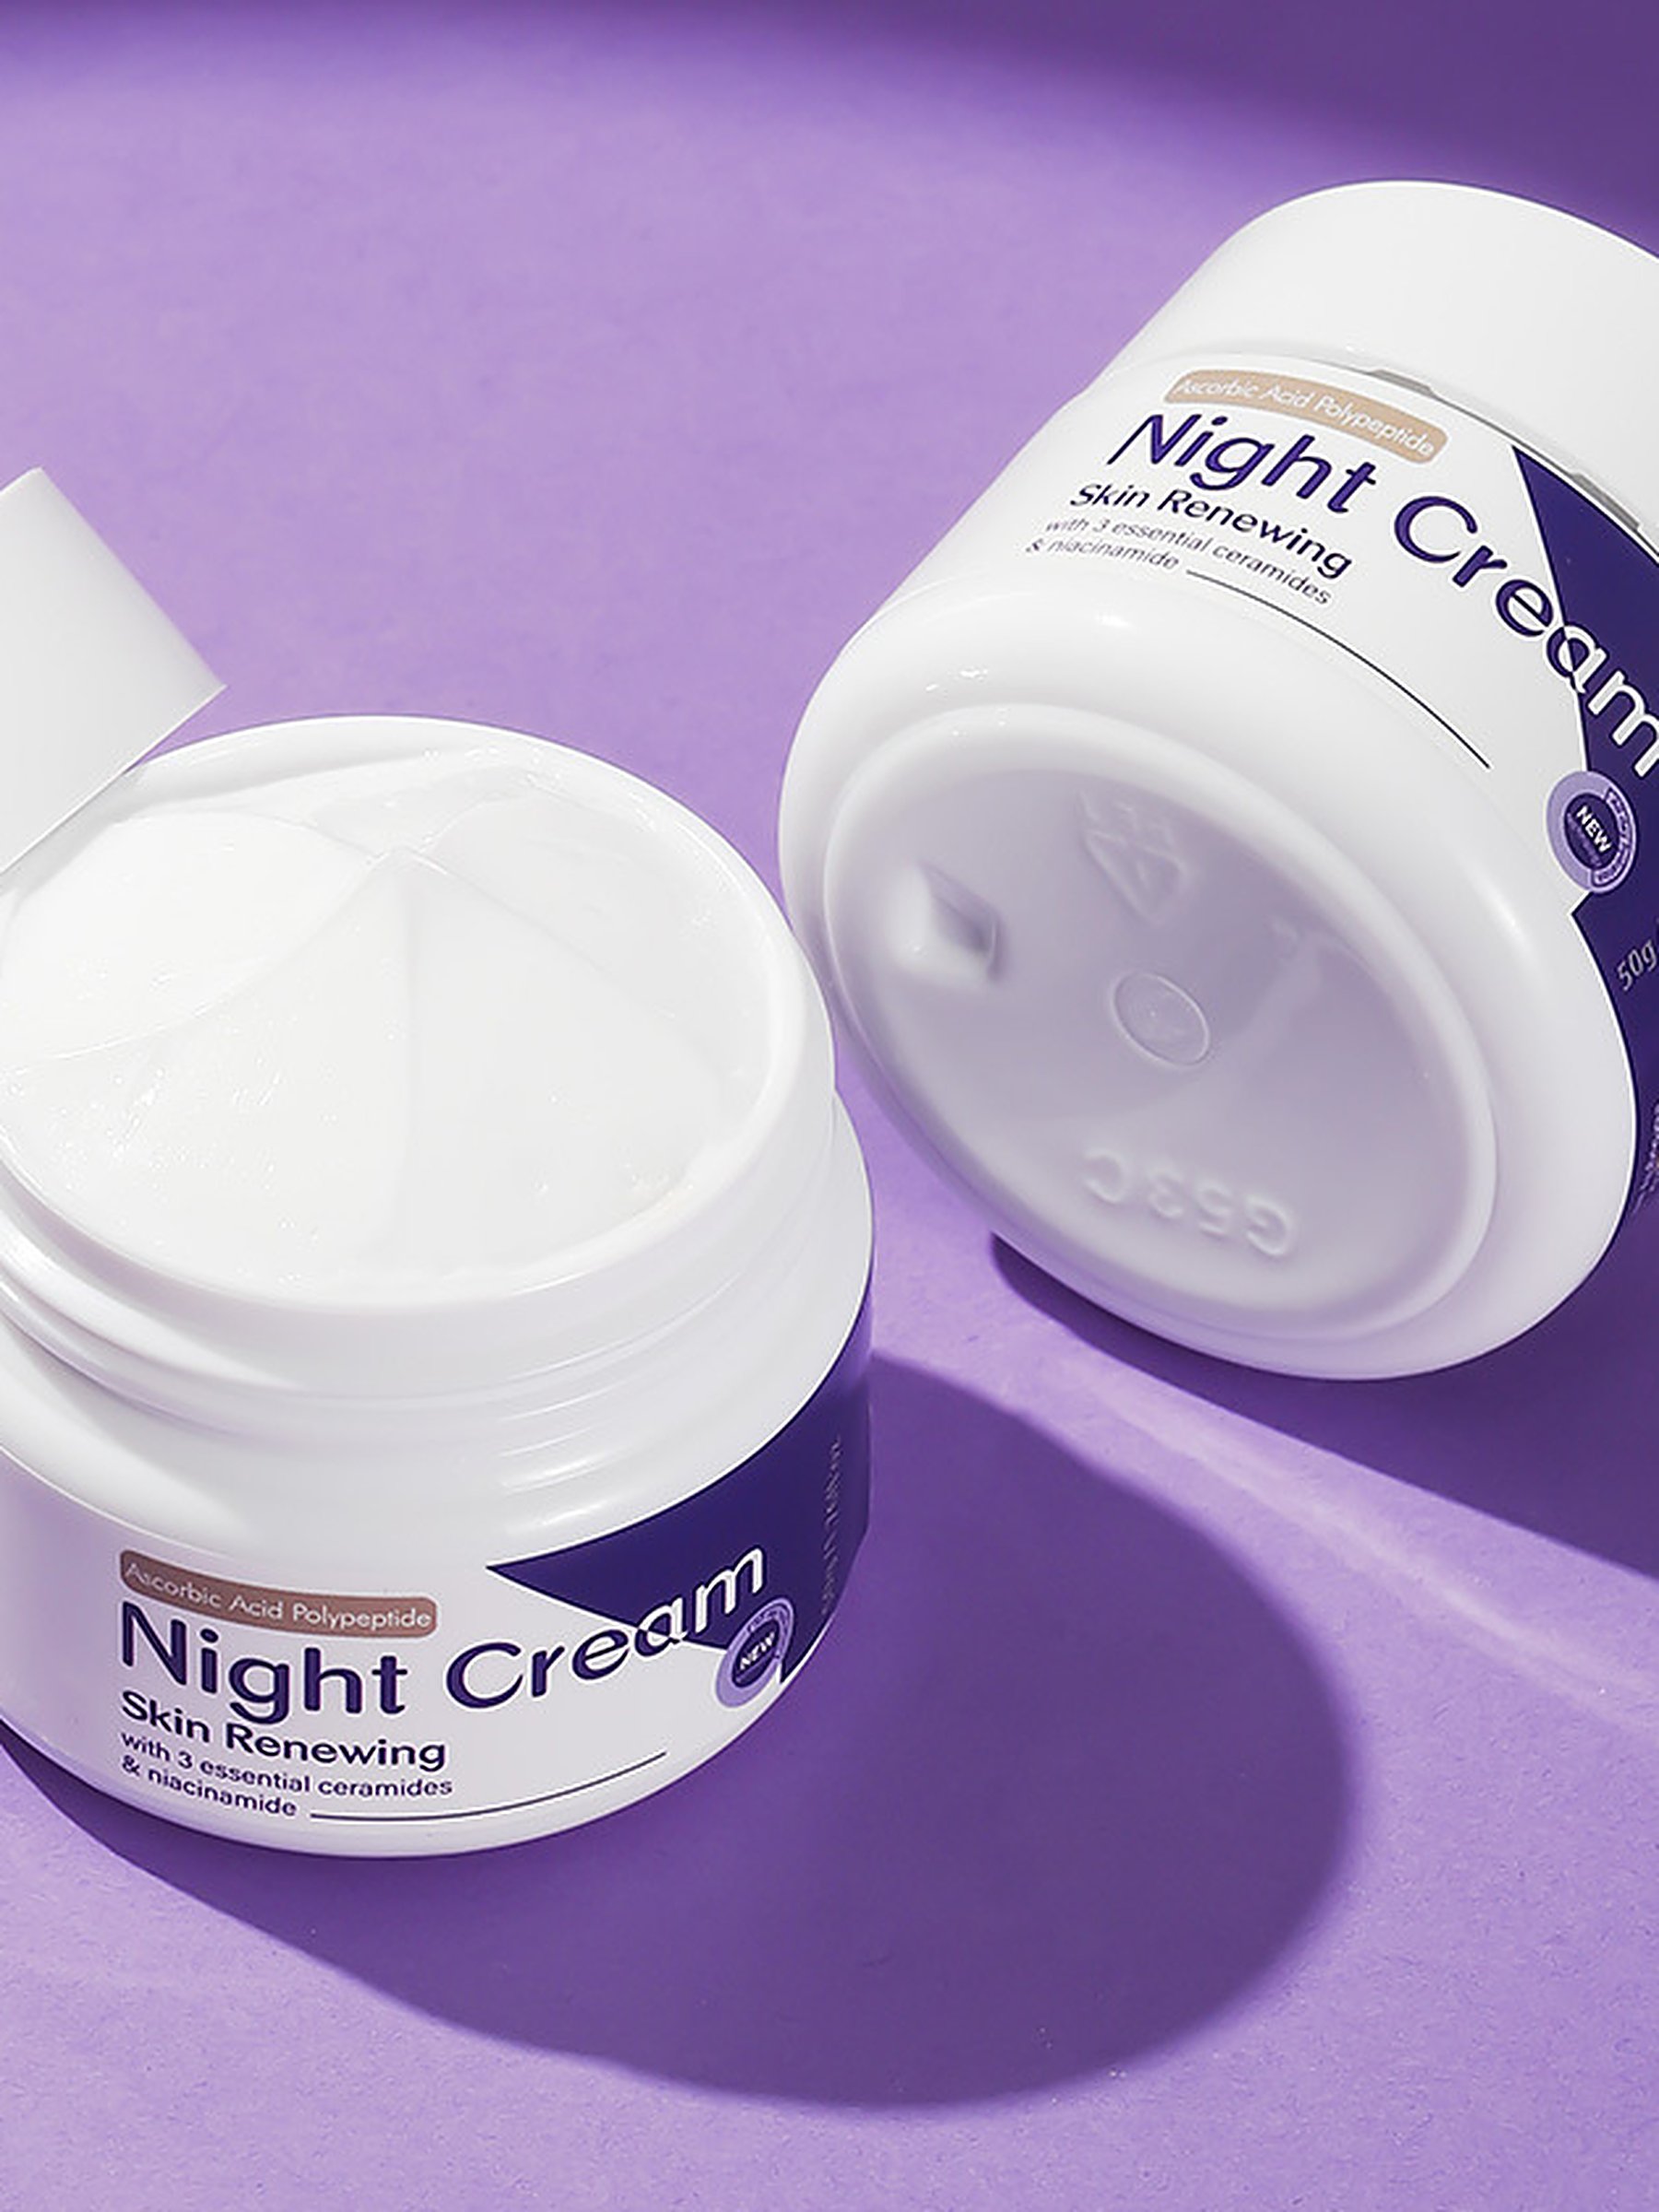 Ascorbic Acid Polypeptide
Night Cream
Skin Renewing
with 3 essential ceramides
& niacinamide
NEW
50g
G53C
Ascorbic Acid Polypeptide
Night Cream
Skin Renewing
with 3 essential ceramides
& niacinamide
NEW